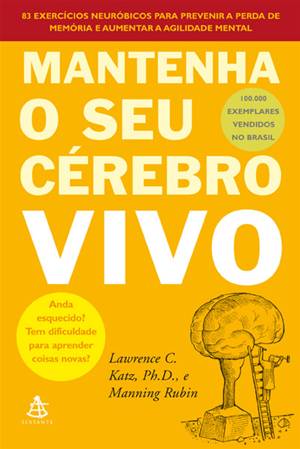 83 EXERCÍCIOS NEURÓBICOS PARA PREVENIR A PERDA DE
MEMÓRIA E AUMENTAR A AGILIDADE MENTAL
MANTENHA
O SEU
CÉREBRO
VIVO
100.000
EXEMPLARES
VENDIDOS
NO BRASIL
Anda
esquecido?
Tem dificuldade
para aprender
coisas novas?
Lawrence C.
Katz, Ph.D., e
Manning Rubin
SEXTANTE